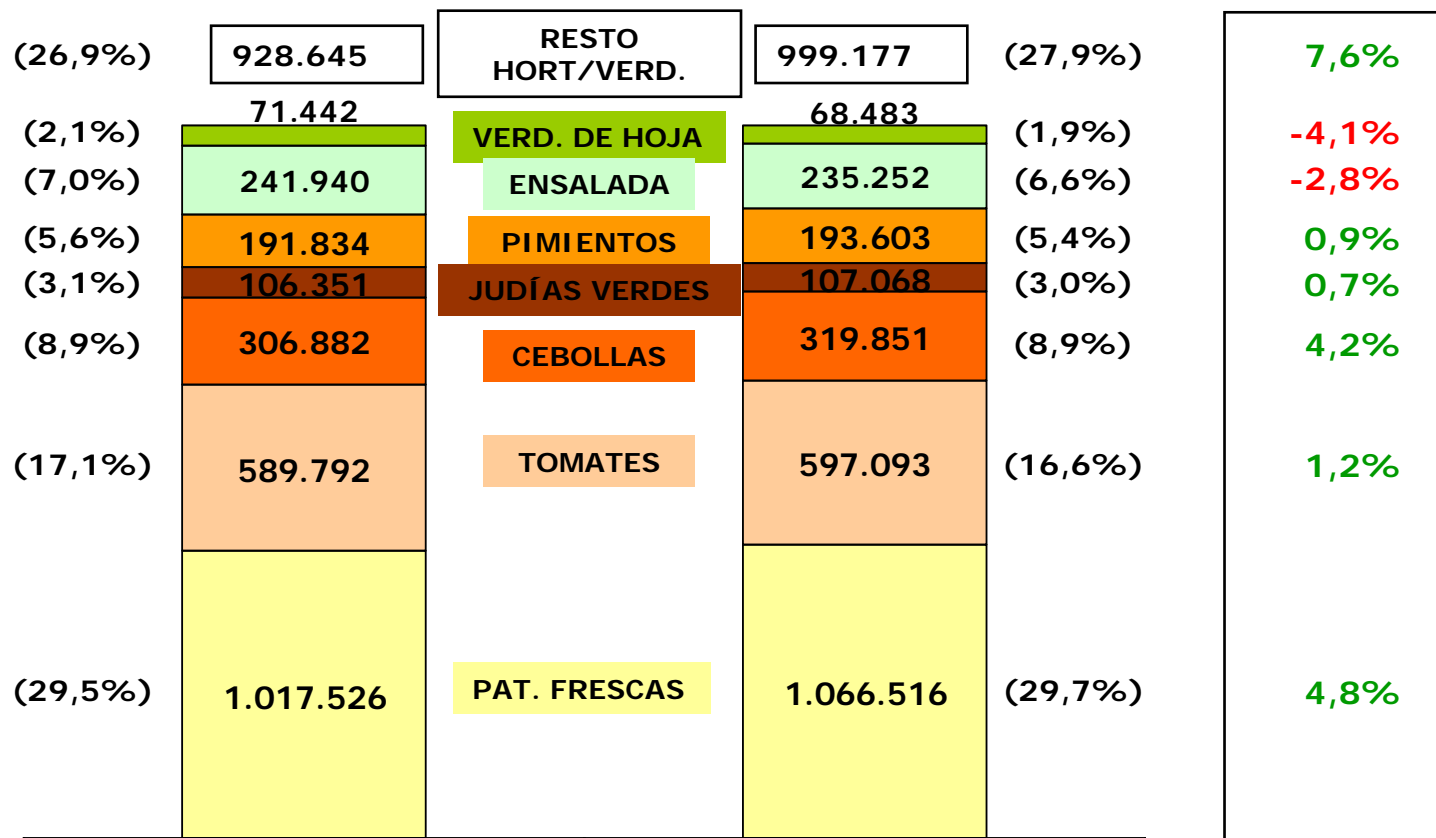 (26,9%) 928.645 RESTO HORT/VERD. 999.177 (27,9%) 7,6%
(2,1%) 71.442 VERD. DE HOJA 68.483 (1,9%) -4,1%
(7,0%) 241.940 ENSALADA 235.252 (6,6%) -2,8%
(5,6%) 191.834 PIMIENTOS 193.603 (5,4%) 0,9%
(3,1%) 106.351 JUDÍAS VERDES 107.068 (3,0%) 0,7%
(8,9%) 306.882 CEBOLLAS 319.851 (8,9%) 4,2%
(17,1%) 589.792 TOMATES 597.093 (16,6%) 1,2%
(29,5%) 1.017.526 PAT. FRESCAS 1.066.516 (29,7%) 4,8%